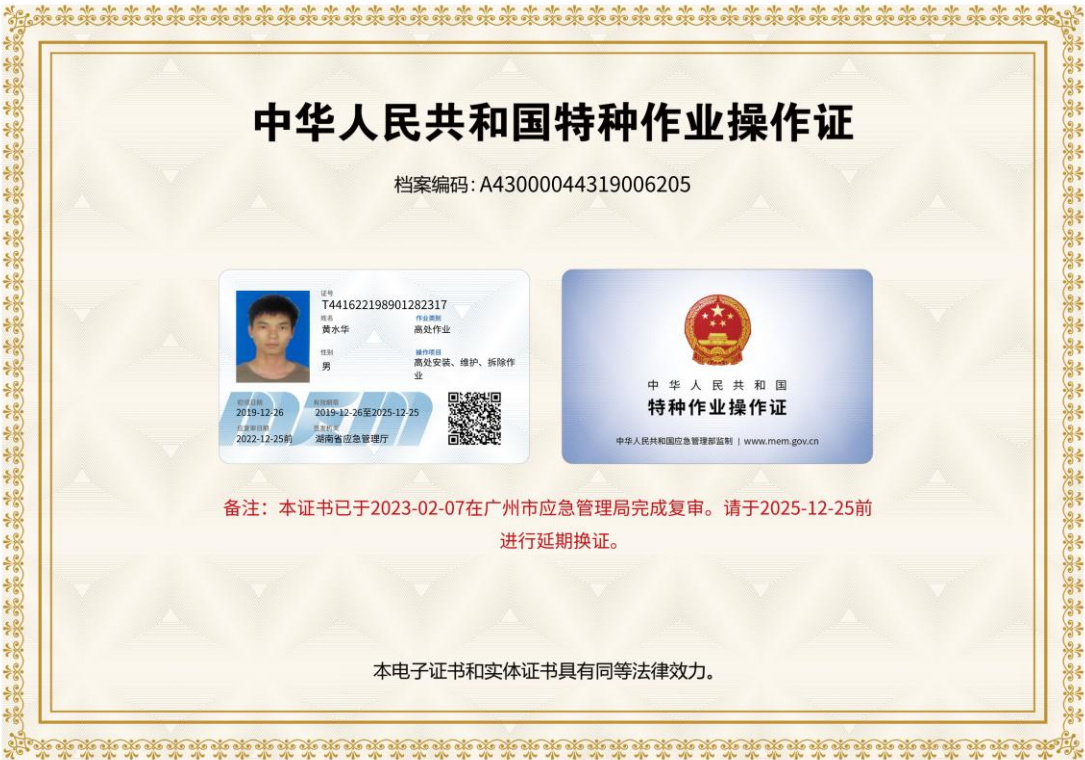 中华人民共和国特种作业操作证
档案编码：A43000044319006205
证号
T441622198901282317
姓名
黄水华
作业类别
高处作业
性别
男
操作项目
高处安装、维护、拆除作
业
初领日期
2019-12-26
有效期限
2019-12-26至2025-12-25
应复审日期
2022-12-25前
签发机关
湖南省应急管理厅
中华人民共和国
特种作业操作证
中华人民共和国应急管理部监制 | www.mem.gov.cn
备注：本证书已于2023-02-07在广州市应急管理局完成复审。请于2025-12-25前
进行延期换证。
本电子证书和实体证书具有同等法律效力。